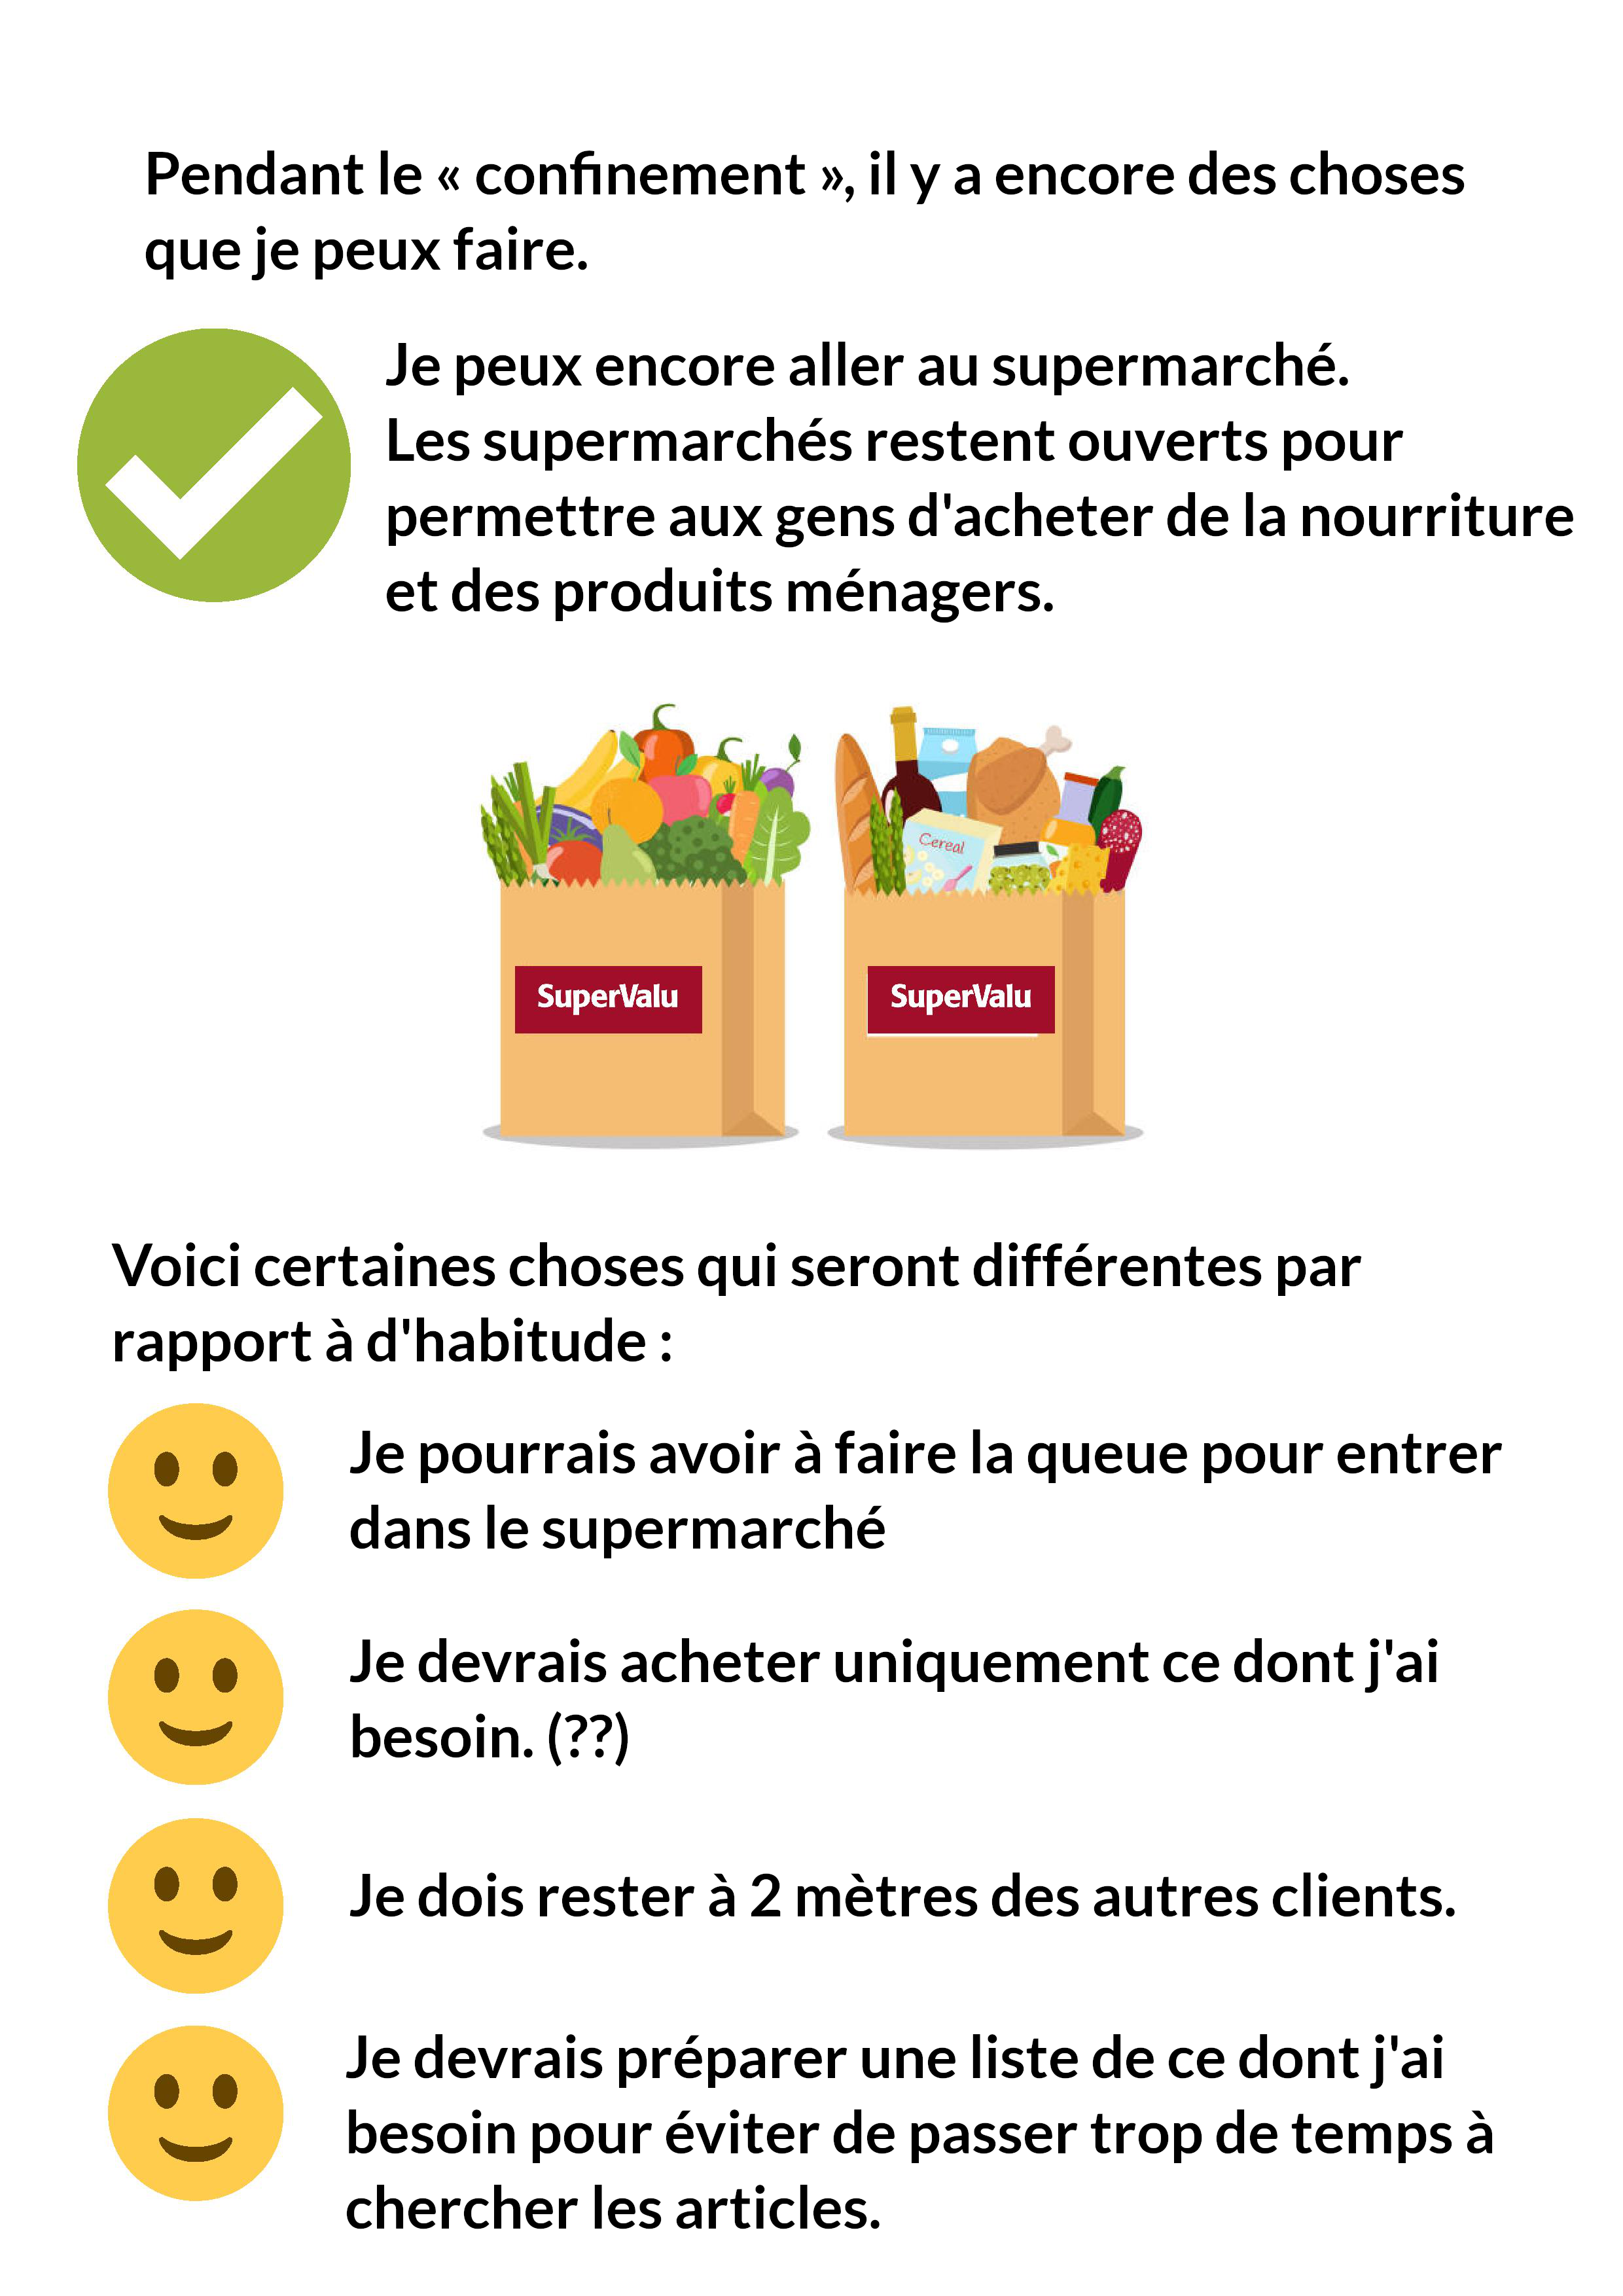 Pendant le « confinement », il y a encore des choses
que je peux faire.
Je peux encore aller au supermarché.
Les supermarchés restent ouverts pour
permettre aux gens d'acheter de la nourriture
et des produits ménagers.
Cereal
SuperValu
SuperValu
Voici certaines choses qui seront différentes par
rapport à d'habitude :
Je pourrais avoir à faire la queue pour entrer
dans le supermarché
Je devrais acheter uniquement ce dont j'ai
besoin. (??)
Je dois rester à 2 mètres des autres clients.
Je devrais préparer une liste de ce dont j'ai
besoin pour éviter de passer trop de temps à
chercher les articles.